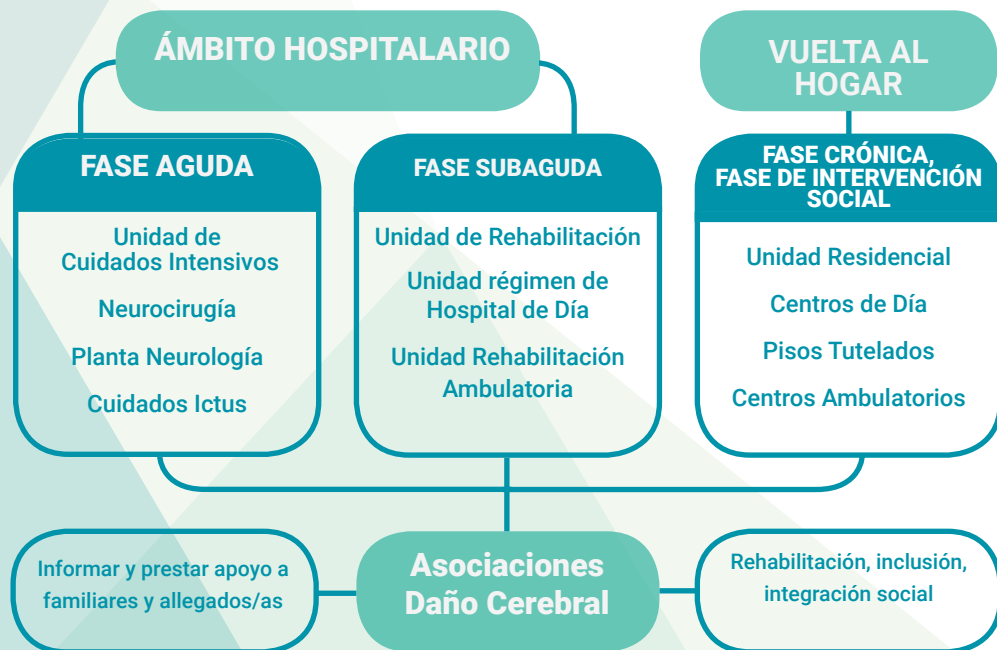 ÁMBITO HOSPITALARIO
VUELTA AL
HOGAR
FASE AGUDA
Unidad de
Cuidados Intensivos
Neurocirugía
Planta Neurología
Cuidados Ictus
FASE SUBAGUDA
Unidad de Rehabilitación
Unidad régimen de
Hospital de Día
Unidad Rehabilitación
Ambulatoria
FASE CRÓNICA,
FASE DE INTERVENCIÓN
SOCIAL
Unidad Residencial
Centros de Día
Pisos Tutelados
Centros Ambulatorios
Informar y prestar apoyo a
familiares y allegados/as
Asociaciones
Daño Cerebral
Rehabilitación, inclusión,
integración social